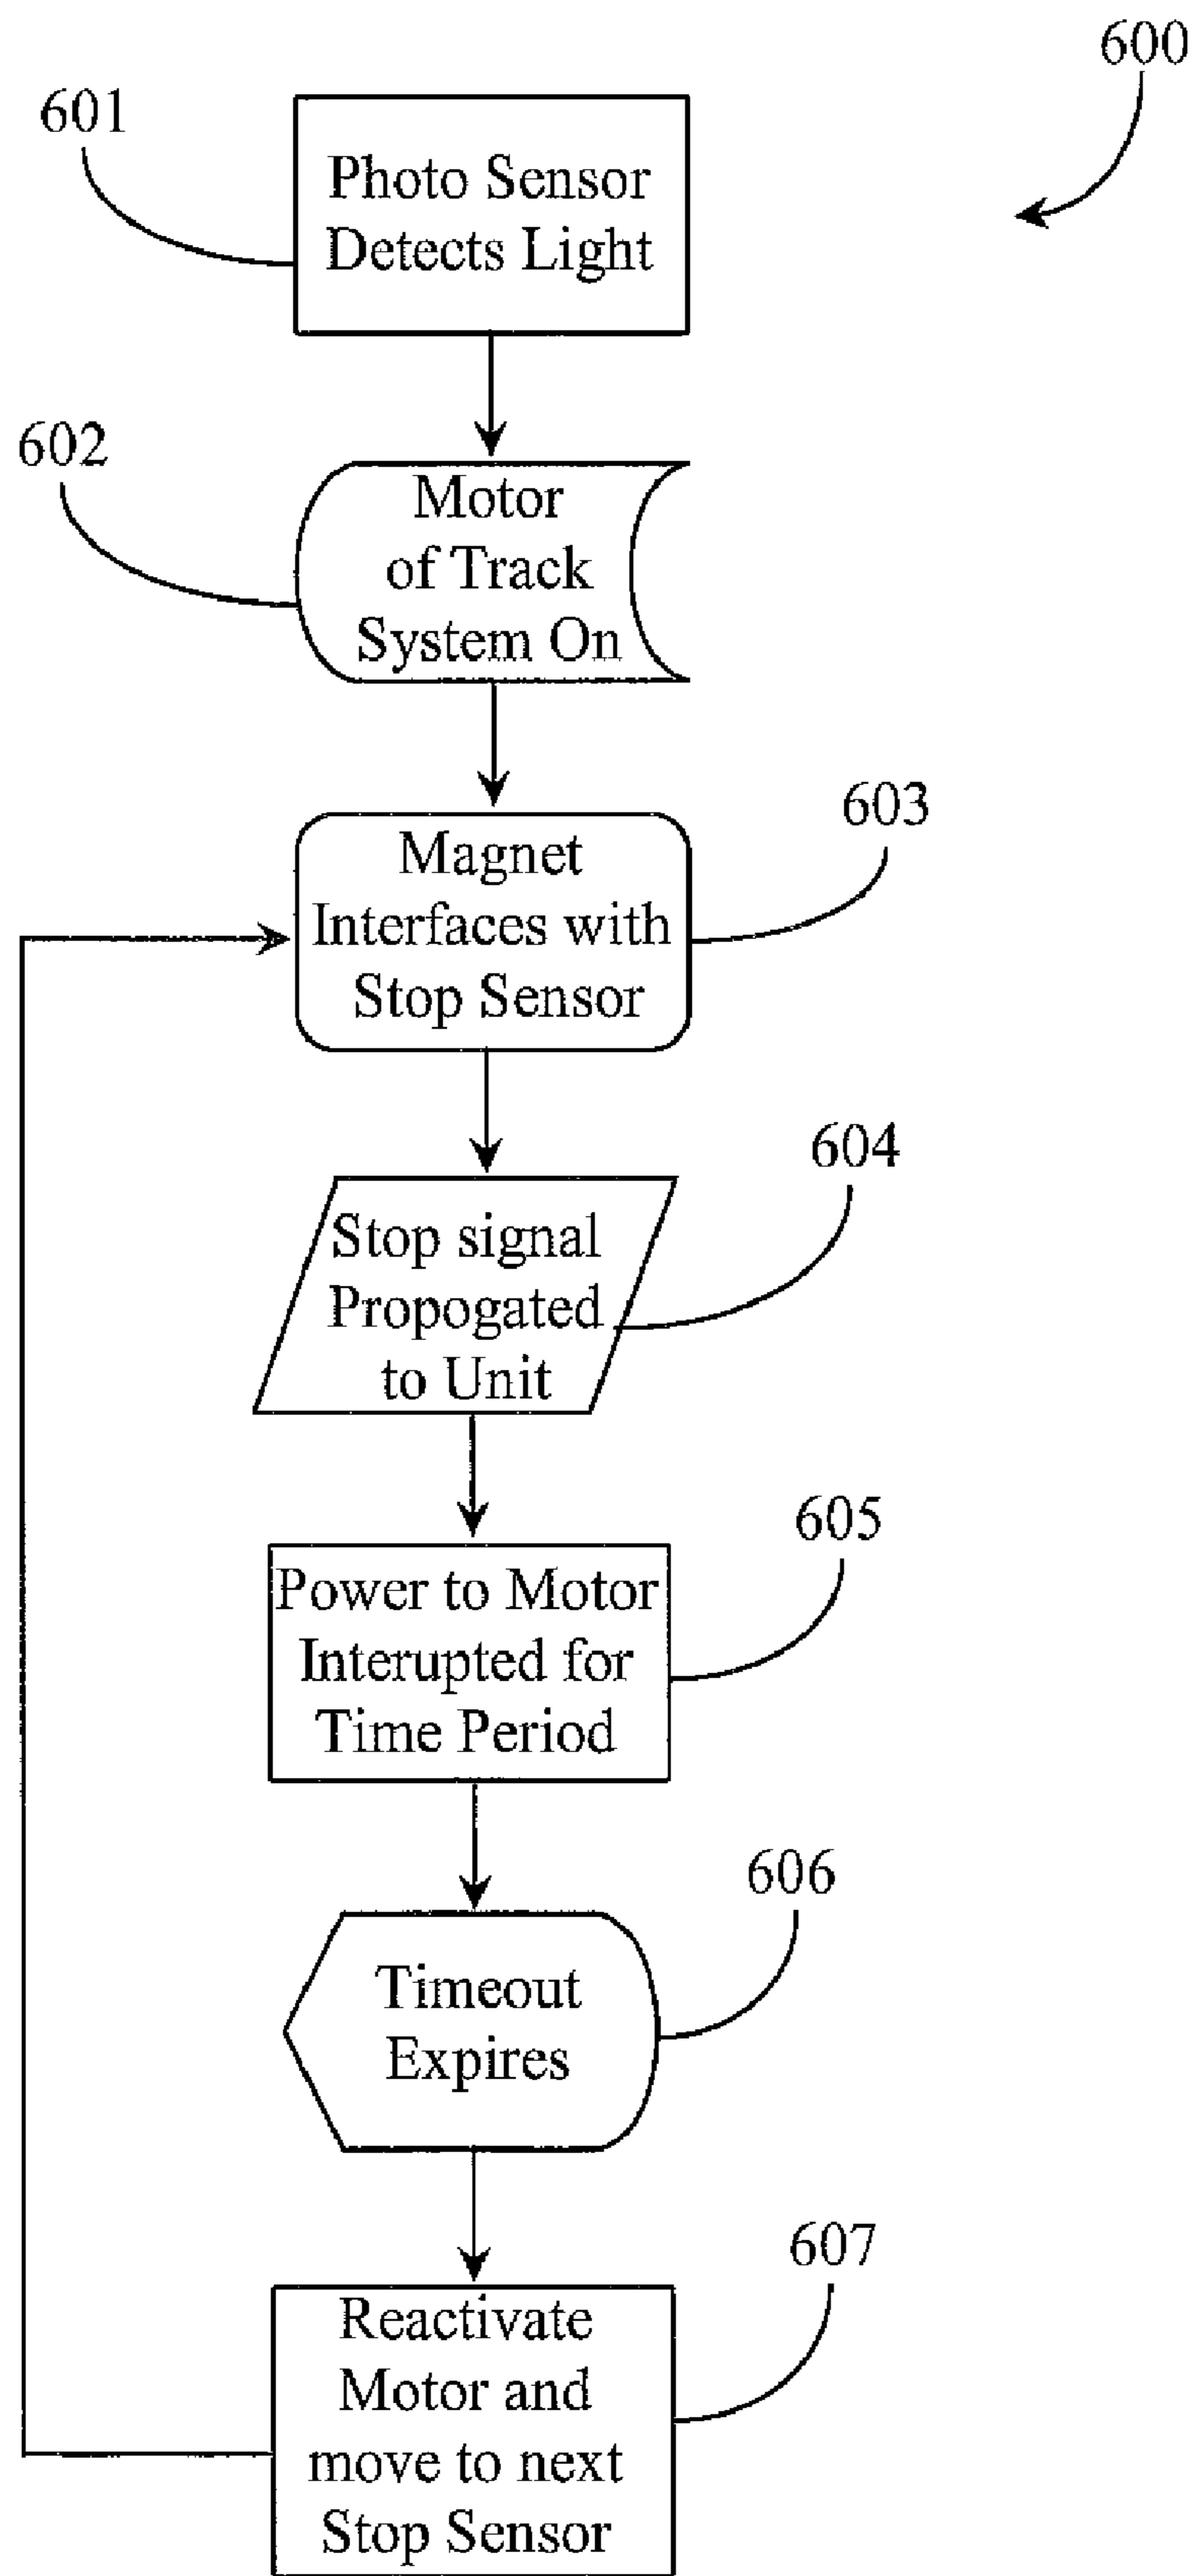 600
601
Photo Sensor
Detects Light
602
Motor
of Track
System On
603
Magnet
Interfaces with
Stop Sensor
604
Stop signal
Propogated
to Unit
605
Power to Motor
Interupted for
Time Period
606
Timeout
Expires
607
Reactivate
Motor and
move to next
Stop Sensor